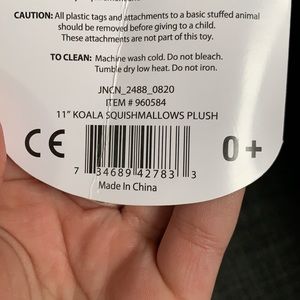 CAUTION: All plastic tags and attachments to a basic stuffed animal
should be removed before giving to a child.
These attachments are not part of this toy.
TO CLEAN: Machine wash cold. Do not bleach.
Tumble dry low heat. Do not iron.
JNCN_2488_0820
ITEM # 960584
11" KOALA SQUISHMALLOWS PLUSH
CE
0+
7 34689 42783 3
Made In China